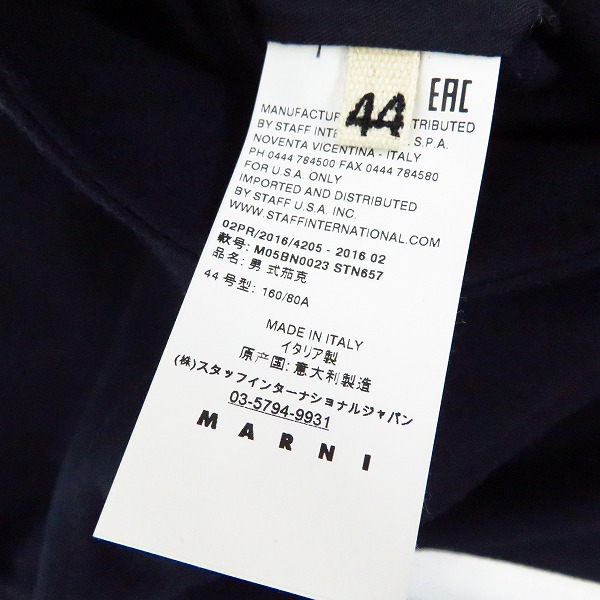 44
EAC
MANUFACTUR TRIBUTED
BY STAFF INTE L S.P.A.
NOVENTA VICENTINA - ITALY
PH 0444 784500 FAX 0444 784580
FOR U.S.A. ONLY
IMPORTED AND DISTRIBUTED
BY STAFF U.S.A. INC.
WWW.STAFFINTERNATIONAL.COM
02PR/2016/4205 - 2016 02
款号: M05BN0023 STN657
品名: 男 式茄克
44 号型: 160/80A
MADE IN ITALY
イタリア製
原产国: 意大利製造
(株)スタッフインターナショナルジャパン
03-5794-9931
MARNI